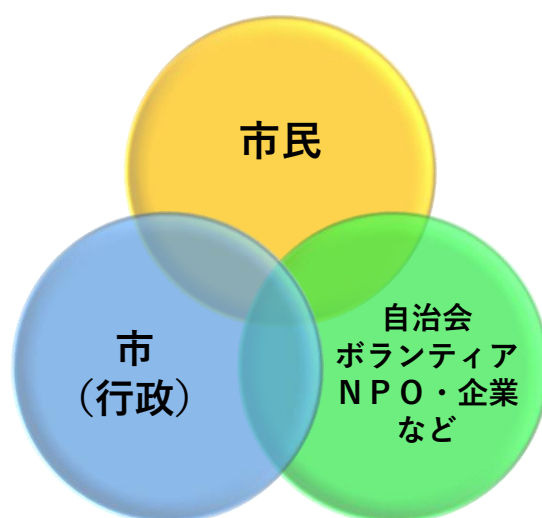 市民
市
（行政）
自治会
ボランティア
ＮＰＯ・企業
など